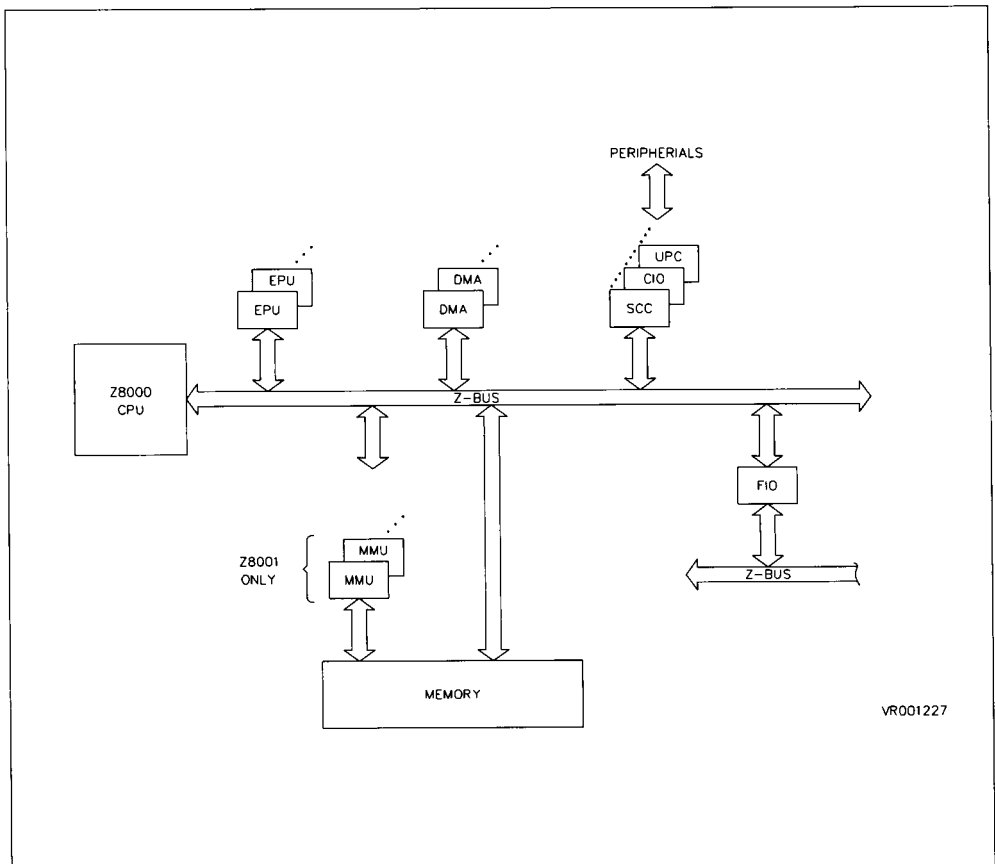 PERIPHERIALS
EPU
EPU
DMA
DMA
UPC
CIO
SCC
Z8000
CPU
Z-BUS
FIO
Z8001
ONLY
MMU
MMU
Z-BUS
MEMORY
VR001227